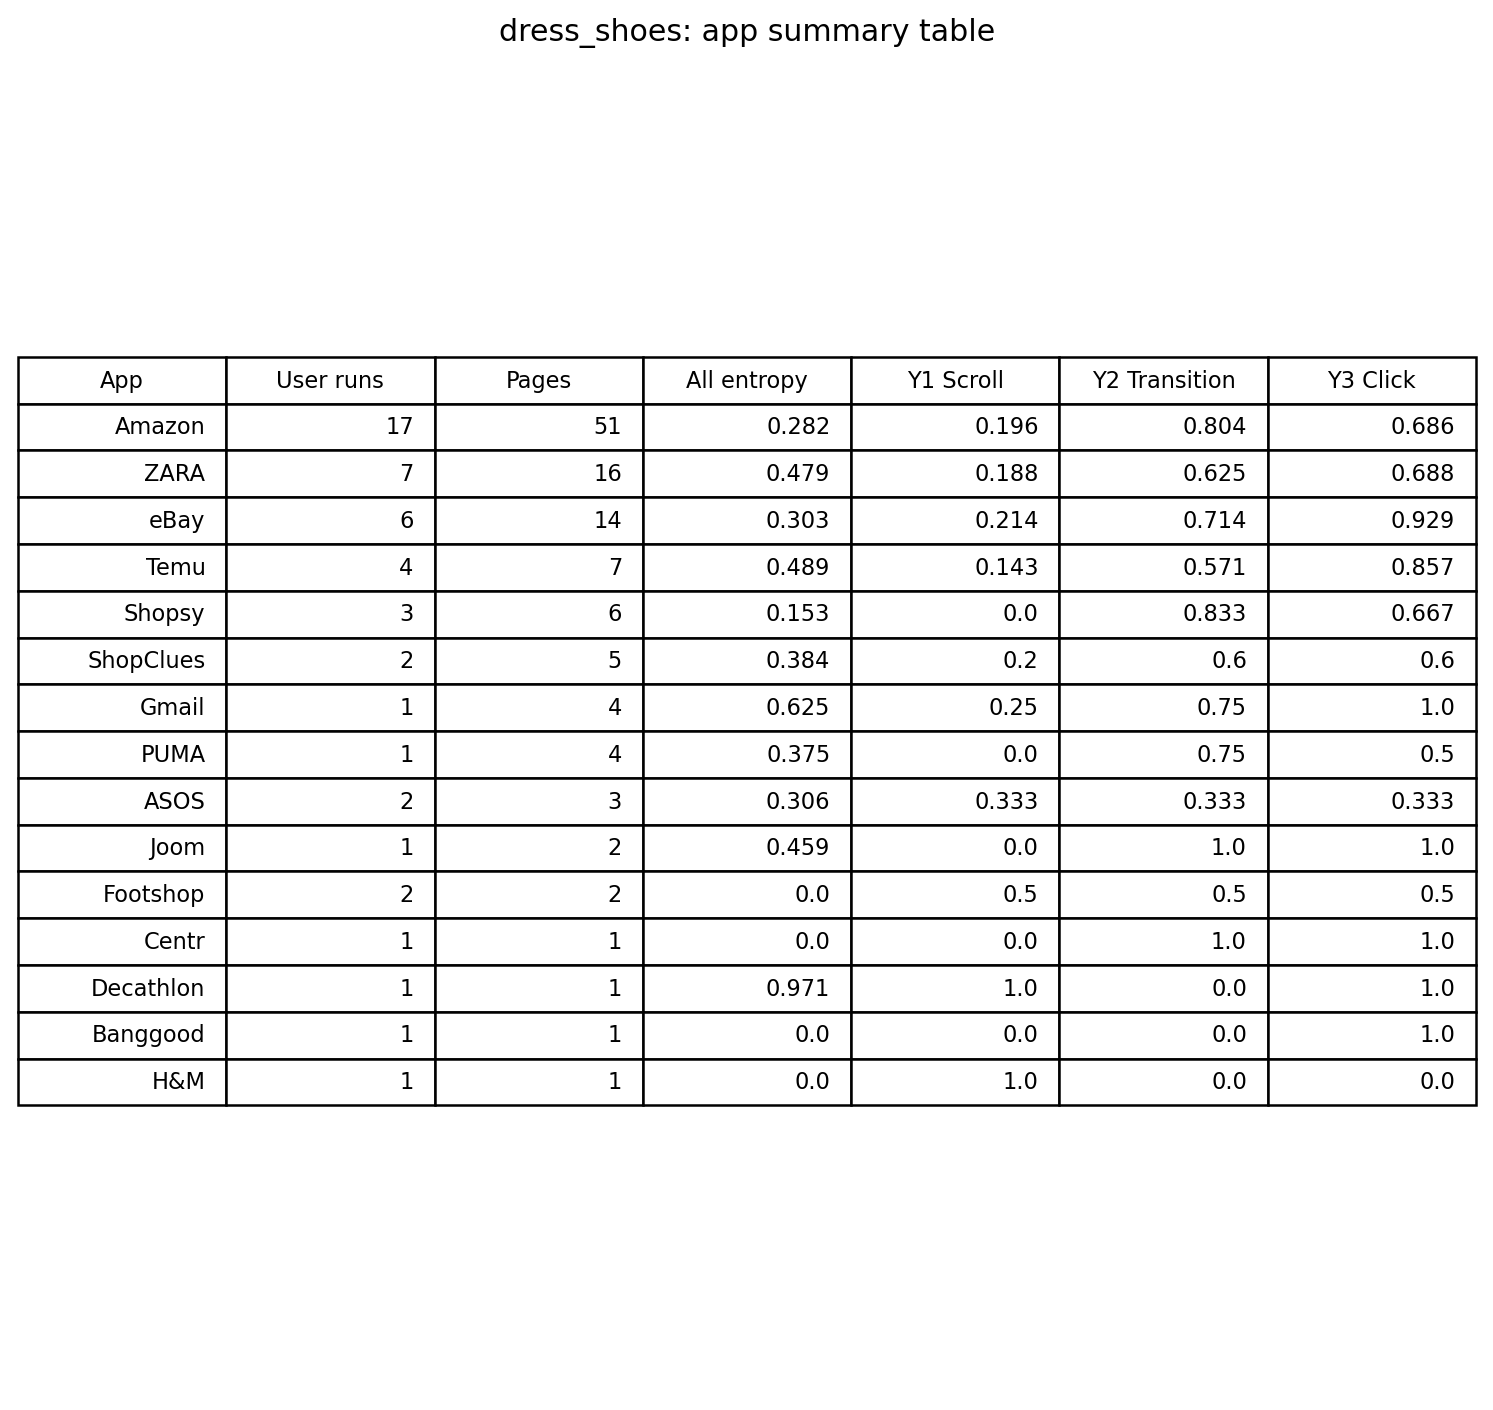 dress_shoes: app summary table
App User runs Pages All entropy Y1 Scroll Y2 Transition Y3 Click
Amazon 17 51 0.282 0.196 0.804 0.686
ZARA 7 16 0.479 0.188 0.625 0.688
eBay 6 14 0.303 0.214 0.714 0.929
Temu 4 7 0.489 0.143 0.571 0.857
Shopsy 3 6 0.153 0.0 0.833 0.667
ShopClues 2 5 0.384 0.2 0.6 0.6
Gmail 1 4 0.625 0.25 0.75 1.0
PUMA 1 4 0.375 0.0 0.75 0.5
ASOS 2 3 0.306 0.333 0.333 0.333
Joom 1 2 0.459 0.0 1.0 1.0
Footshop 2 2 0.0 0.5 0.5 0.5
Centr 1 1 0.0 0.0 1.0 1.0
Decathlon 1 1 0.971 1.0 0.0 1.0
Banggood 1 1 0.0 0.0 0.0 1.0
H&M 1 1 0.0 1.0 0.0 0.0